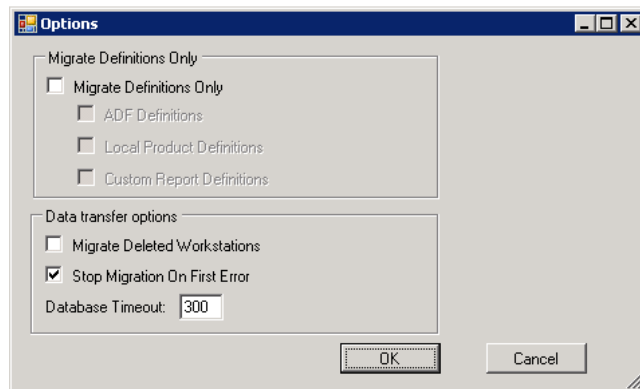 Options
Migrate Definitions Only
Migrate Definitions Only
ADF Definitions
Local Product Definitions
Custom Report Definitions
Data transfer options
Migrate Deleted Workstations
Stop Migration On First Error
Database Timeout: 300
OK Cancel